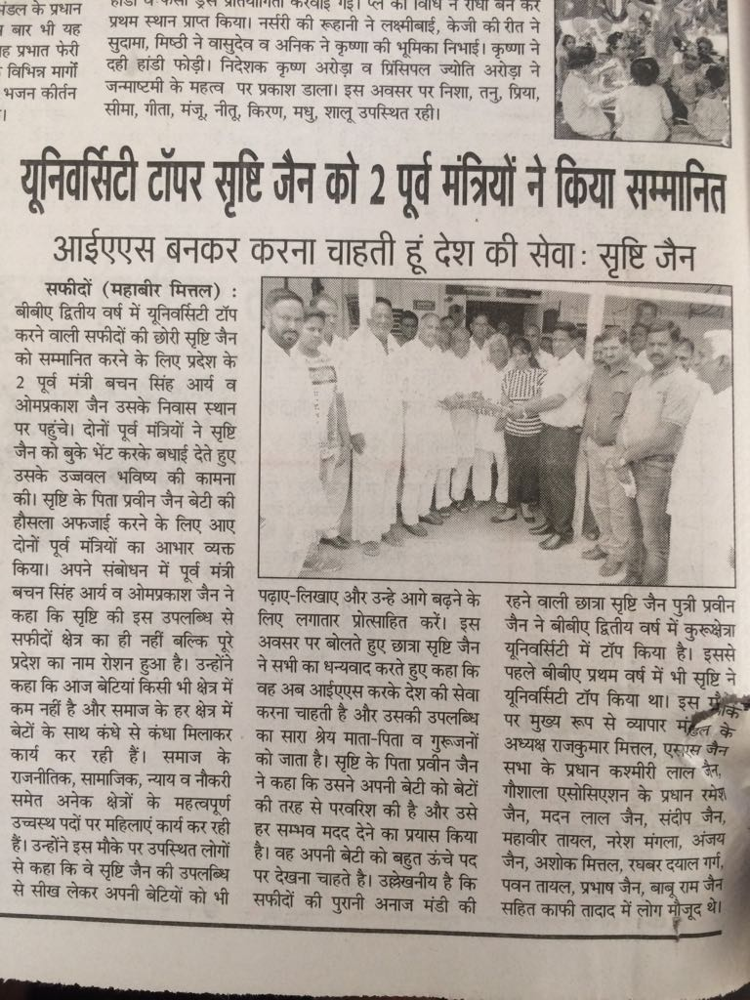 मंडल के प्रधान
बार भी यह
प्रभात फेरी
विभिन्न मार्गों
भजन कीर्तन
प्रथम स्थान प्राप्त किया। नर्सरी की रूहानी ने लक्ष्मीबाई, केजी की रीत ने
सुदामा, मिष्ठी ने वासुदेव व अनिक ने कृष्णा की भूमिका निभाई। कृष्णा ने
दही हांडी फोड़ी। निदेशक कृष्ण अरोड़ा व प्रिंसिपल ज्योति अरोड़ा ने
जन्माष्टमी के महत्व पर प्रकाश डाला। इस अवसर पर निशा, तनु, प्रिया,
सीमा, गीता, मंजू, नीतू, किरण, मधु, शालू उपस्थित रही।
यूनिवर्सिटी टॉपर सृष्टि जैन को 2 पूर्व मंत्रियों ने किया सम्मानित
आईएएस बनकर करना चाहती हूं देश की सेवा : सृष्टि जैन
सफीदों (महाबीर मित्तल) :
बीबीए द्वितीय वर्ष में यूनिवर्सिटी टॉप
करने वाली सफीदों की छोरी सृष्टि जैन
को सम्मानित करने के लिए प्रदेश के
2 पूर्व मंत्री बचन सिंह आर्य व
ओमप्रकाश जैन उसके निवास स्थान
पर पहुंचे। दोनों पूर्व मंत्रियों ने सृष्टि
जैन को बुके भेंट करके बधाई देते हुए
उसके उज्जवल भविष्य की कामना
की। सृष्टि के पिता प्रवीन जैन बेटी की
हौसला अफजाई करने के लिए आए
दोनों पूर्व मंत्रियों का आभार व्यक्त
किया। अपने संबोधन में पूर्व मंत्री
बचन सिंह आर्य व ओमप्रकाश जैन ने
कहा कि सृष्टि की इस उपलब्धि से
सफीदों क्षेत्र का ही नहीं बल्कि पूरे
प्रदेश का नाम रोशन हुआ है। उन्होंने
कहा कि आज बेटियां किसी भी क्षेत्र में
कम नहीं है और समाज के हर क्षेत्र में
बेटों के साथ कंधे से कंधा मिलाकर
कार्य कर रही हैं। समाज के
राजनीतिक, सामाजिक, न्याय व नौकरी
समेत अनेक क्षेत्रों के महत्वपूर्ण
उच्चस्थ पदों पर महिलाएं कार्य कर रही
हैं। उन्होंने इस मौके पर उपस्थित लोगों
से कहा कि वे सृष्टि जैन की उपलब्धि
से सीख लेकर अपनी बेटियों को भी
पढ़ाए-लिखाए और उन्हे आगे बढ़ने के
लिए लगातार प्रोत्साहित करें। इस
अवसर पर बोलते हुए छात्रा सृष्टि जैन
ने सभी का धन्यवाद करते हुए कहा कि
वह अब आईएएस करके देश की सेवा
करना चाहती है और उसकी उपलब्धि
का सारा श्रेय माता-पिता व गुरूजनों
को जाता है। सृष्टि के पिता प्रवीन जैन
ने कहा कि उसने अपनी बेटी को बेटों
की तरह से परवरिश की है और उसे
हर सम्भव मदद देने का प्रयास किया
है। वह अपनी बेटी को बहुत ऊंचे पद
पर देखना चाहते है। उल्लेखनीय है कि
सफीदों की पुरानी अनाज मंडी की
रहने वाली छात्रा सृष्टि जैन पुत्री प्रवीन
जैन ने बीबीए द्वितीय वर्ष में कुरूक्षेत्रा
यूनिवर्सिटी में टॉप किया है। इससे
पहले बीबीए प्रथम वर्ष में भी सृष्टि ने
यूनिवर्सिटी टॉप किया था। इस मौके
पर मुख्य रूप से व्यापार मंडल के
अध्यक्ष राजकुमार मित्तल, एसएस जैन
सभा के प्रधान कश्मीरी लाल जैन,
गौशाला एसोसिएशन के प्रधान रमेश
जैन, मदन लाल जैन, संदीप जैन,
महावीर तायल, नरेश मंगला, अंजय
जैन, अशोक मित्तल, रघबर दयाल गर्ग,
पवन तायल, प्रभाष जैन, बाबू राम जैन
सहित काफी तादाद में लोग मौजूद थे।